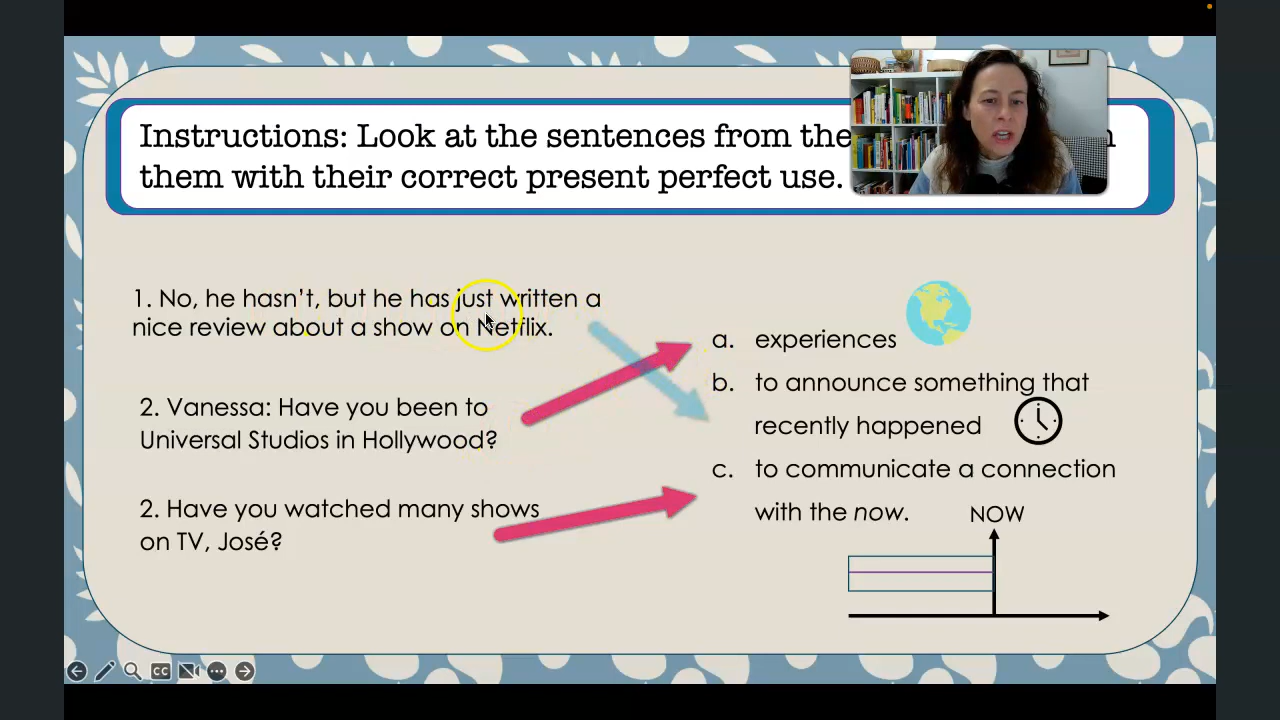 Instructions: Look at the sentences from the
them with their correct present perfect use.
1. No, he hasn't, but he has just written a
nice review about a show on Netflix.
2. Vanessa: Have you been to
Universal Studios in Hollywood?
2. Have you watched many shows
on TV, José?
a. experiences
b. to announce something that
recently happened
c. to communicate a connection
with the now.
NOW
CC